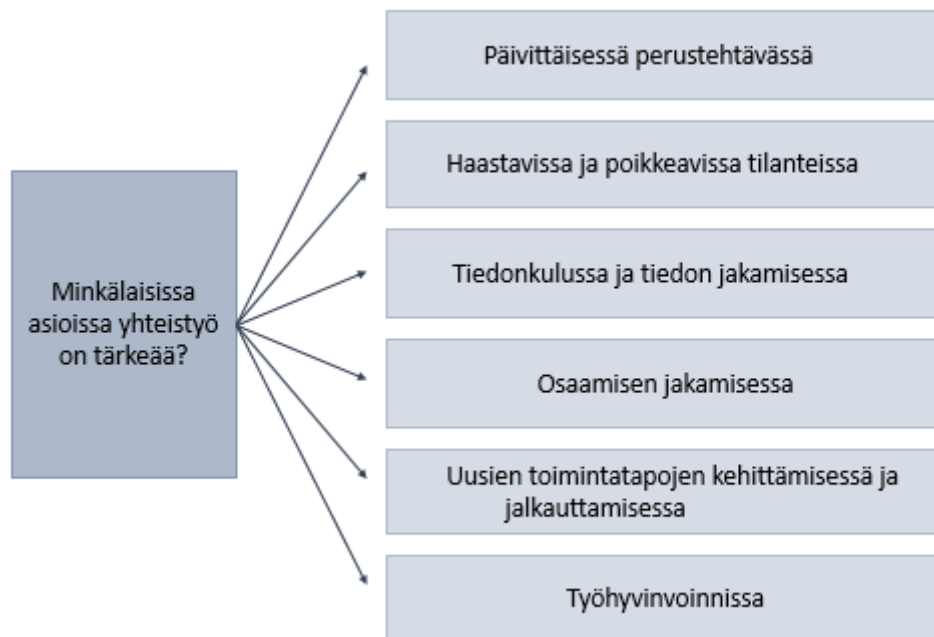 Päivittäisessä perustehtävässä
Haastavissa ja poikkeavissa tilanteissa
Minkälaisissa
asioissa yhteistyö
on tärkeää?
Tiedonkulussa ja tiedon jakamisessa
Osaamisen jakamisessa
Uusien toimintatapojen kehittämisessä ja
jalkauttamisessa
Työhyvinvoinnissa